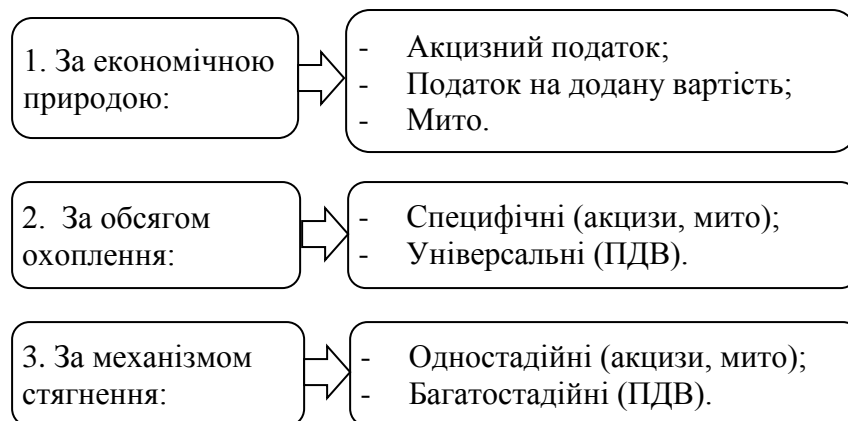 1. За економічною
природою:
- Акцизний податок;
- Податок на додану вартість;
- Мито.
2. За обсягом
охоплення:
- Специфічні (акцизи, мито);
- Універсальні (ПДВ).
3. За механізмом
стягнення:
- Одностадійні (акцизи, мито);
- Багатостадійні (ПДВ).